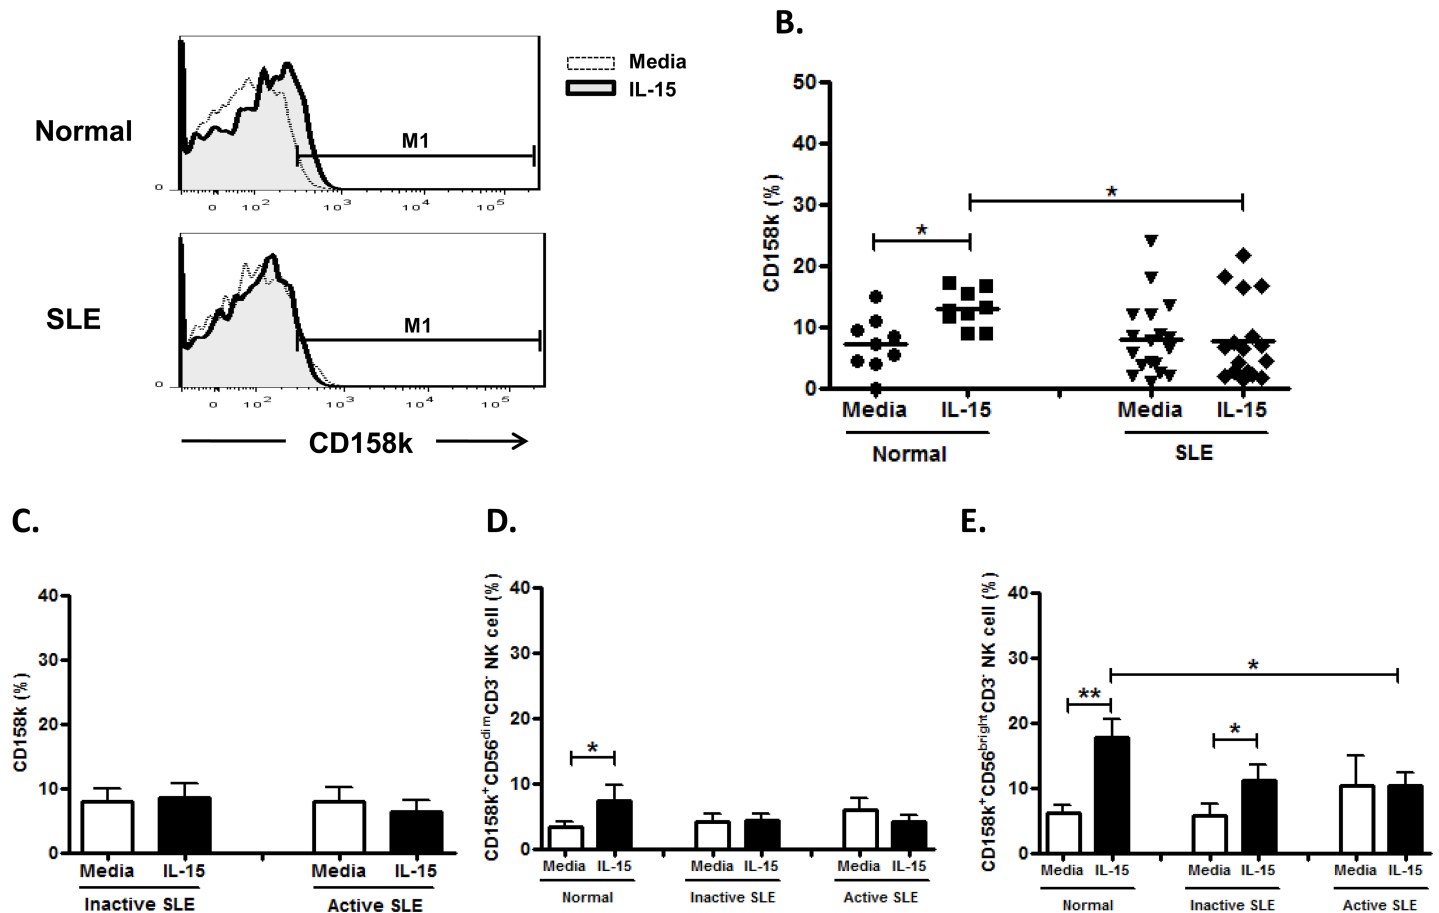 Media
IL-15
Normal
M1
0
0 10² 10³ 10⁴ 10⁵
SLE
M1
0
0 10² 10³ 10⁴ 10⁵
CD158k
B.
CD158k (%)
50
40
30
20
10
0
*
*
Media IL-15 Media IL-15
Normal SLE
C.
CD158k (%)
40
30
20
10
0
Media IL-15 Media IL-15
Inactive SLE Active SLE
D.
CD158k⁺CD56ᵈⁱᵐCD3⁻ NK cell (%)
40
30
20
10
0
*
Media IL-15 Media IL-15 Media IL-15
Normal Inactive SLE Active SLE
E.
CD158k⁺CD56ᵇʳⁱᵍʰᵗCD3⁻ NK cell (%)
40
30
20
10
0
*
**
*
Media IL-15 Media IL-15 Media IL-15
Normal Inactive SLE Active SLE